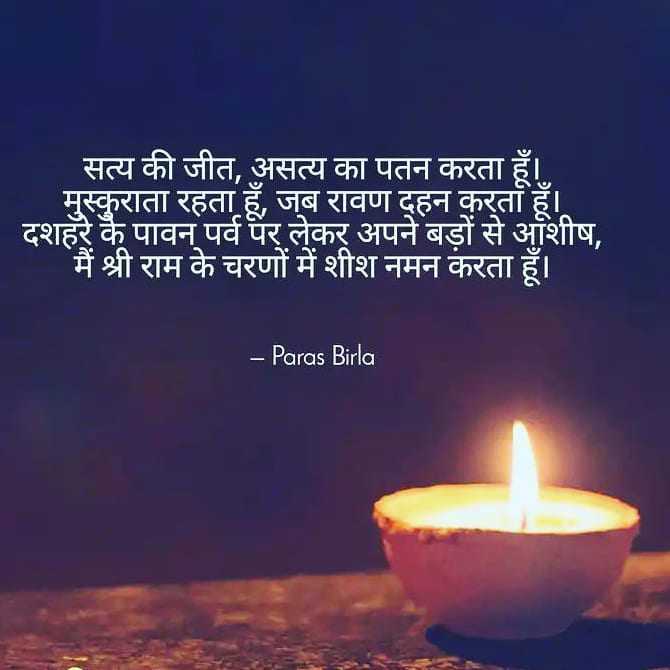 सत्य की जीत, असत्य का पतन करता हूँ।
मुस्कुराता रहता हूँ, जब रावण दहन करता हूँ।
दशहरे के पावन पर्व पर लेकर अपने बड़ों से आशीष,
मैं श्री राम के चरणों में शीश नमन करता हूँ।
– Paras Birla